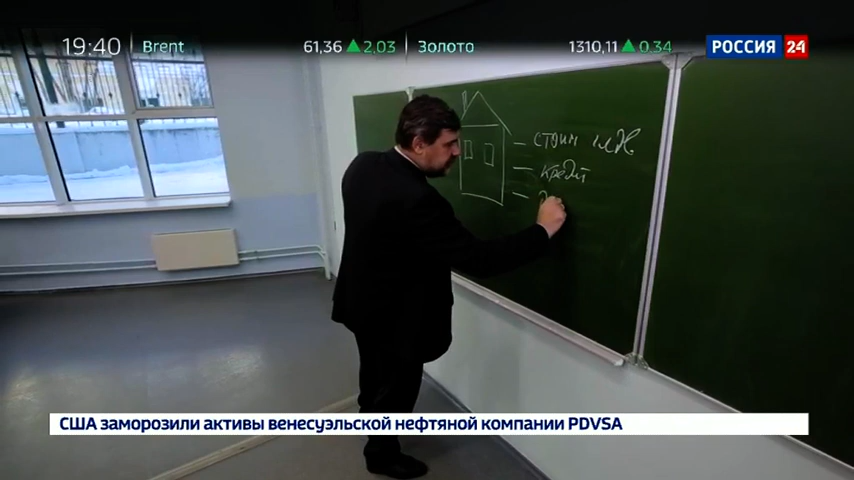 19:40 Brent 61,36 ▲ 2,03 Золото 1310,11 ▲ 0,34 РОССИЯ 24
— стоим
— кредит
США заморозили активы венесуэльской нефтяной компании PDVSA